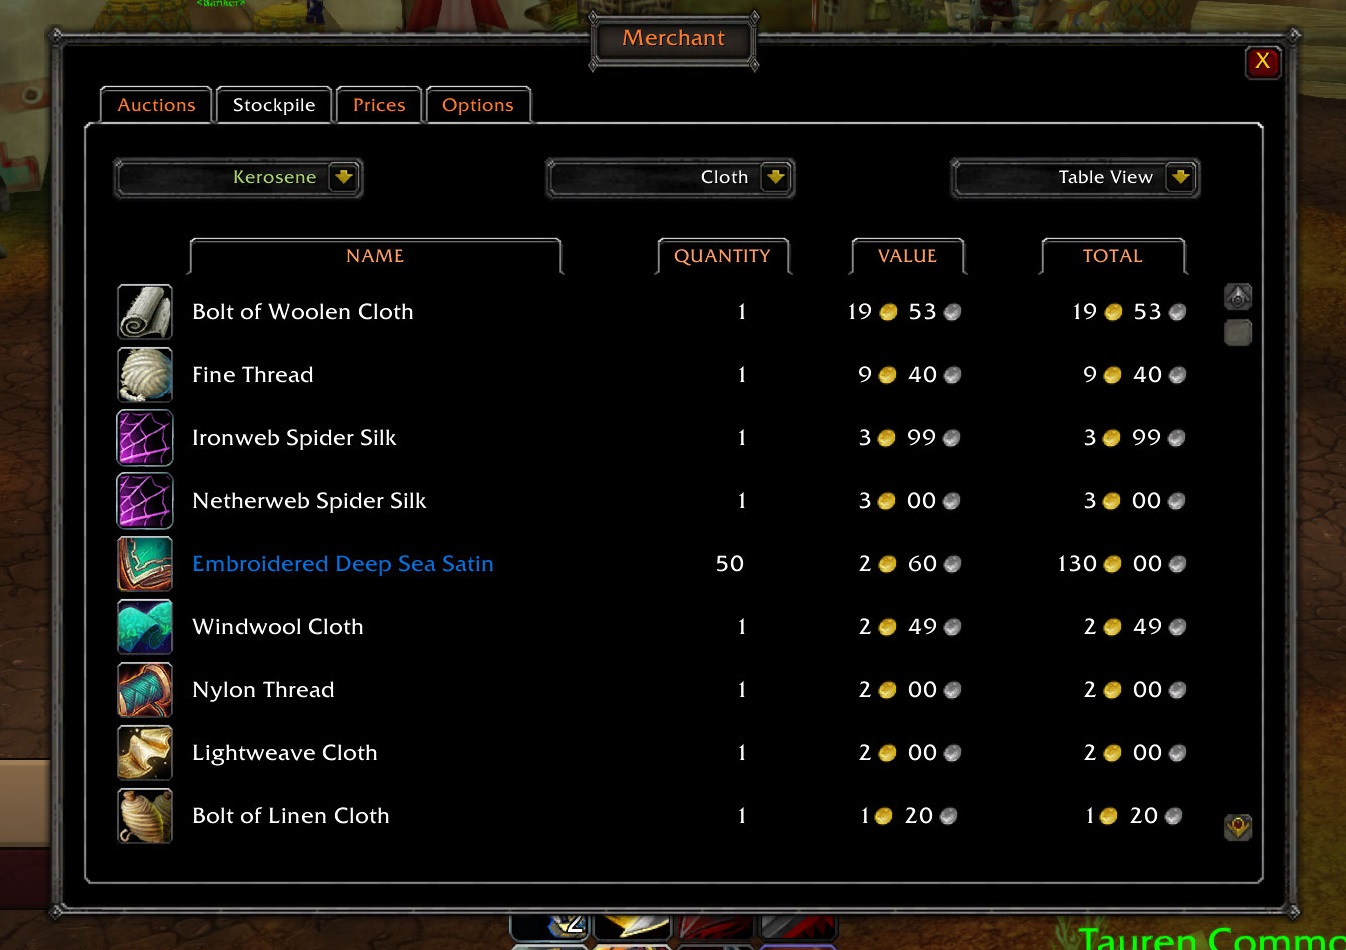 <Banker>
Merchant
X
Auctions Stockpile Prices Options
Kerosene Cloth Table View
NAME QUANTITY VALUE TOTAL
Bolt of Woolen Cloth 1 19 53 19 53
Fine Thread 1 9 40 9 40
Ironweb Spider Silk 1 3 99 3 99
Netherweb Spider Silk 1 3 00 3 00
Embroidered Deep Sea Satin 50 2 60 130 00
Windwool Cloth 1 2 49 2 49
Nylon Thread 1 2 00 2 00
Lightweave Cloth 1 2 00 2 00
Bolt of Linen Cloth 1 1 20 1 20
2
Tauren Commo